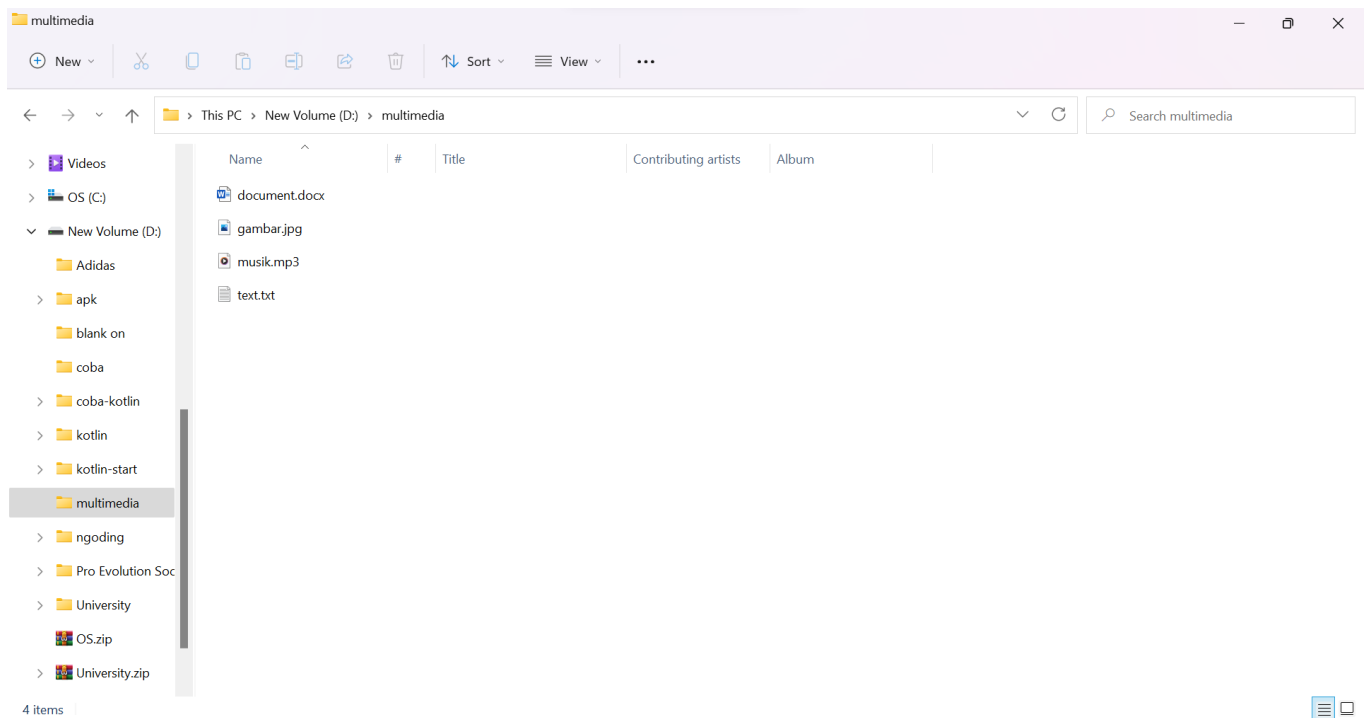 multimedia
New Sort View
This PC > New Volume (D:) > multimedia
Search multimedia
Videos
OS (C:)
New Volume (D:)
Adidas
apk
blank on
coba
coba-kotlin
kotlin
kotlin-start
multimedia
ngoding
Pro Evolution Soc
University
OS.zip
University.zip
Name # Title Contributing artists Album
document.docx
gambar.jpg
musik.mp3
text.txt
4 items